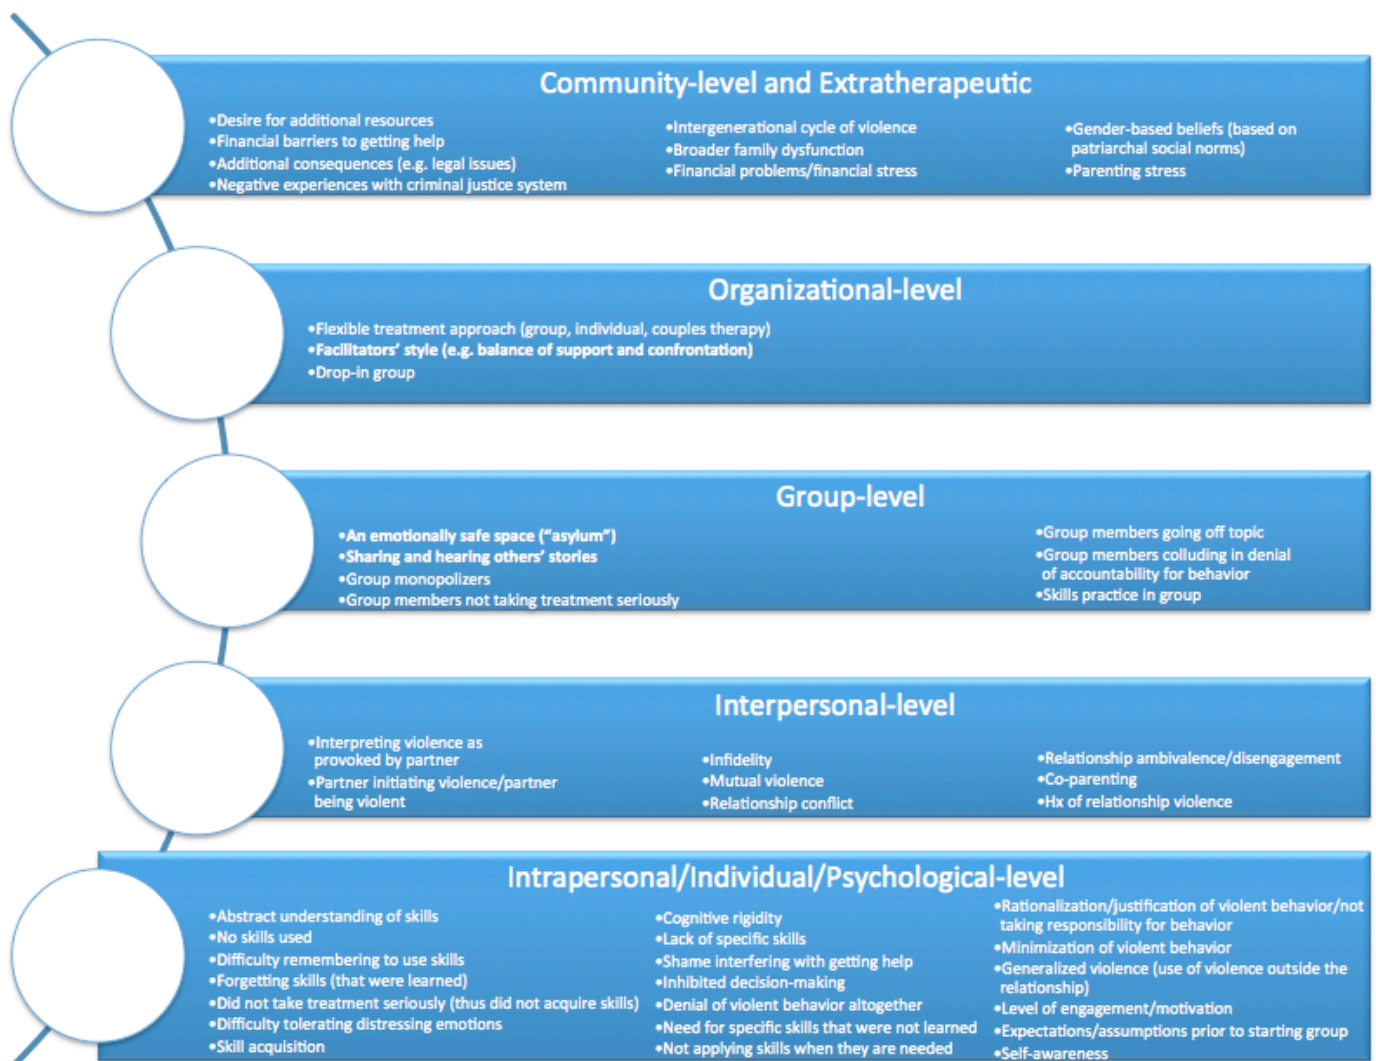 Community-level and Extratherapeutic
•Desire for additional resources
•Financial barriers to getting help
•Additional consequences (e.g. legal issues)
•Negative experiences with criminal justice system
•Intergenerational cycle of violence
•Broader family dysfunction
•Financial problems/financial stress
•Gender-based beliefs (based on
patriarchal social norms)
•Parenting stress
Organizational-level
•Flexible treatment approach (group, individual, couples therapy)
•Facilitators' style (e.g. balance of support and confrontation)
•Drop-in group
Group-level
•An emotionally safe space ("asylum")
•Sharing and hearing others' stories
•Group monopolizers
•Group members not taking treatment seriously
•Group members going off topic
•Group members colluding in denial
of accountability for behavior
•Skills practice in group
Interpersonal-level
•Interpreting violence as
provoked by partner
•Partner initiating violence/partner
being violent
•Infidelity
•Mutual violence
•Relationship conflict
•Relationship ambivalence/disengagement
•Co-parenting
•Hx of relationship violence
Intrapersonal/Individual/Psychological-level
•Abstract understanding of skills
•No skills used
•Difficulty remembering to use skills
•Forgetting skills (that were learned)
•Did not take treatment seriously (thus did not acquire skills)
•Difficulty tolerating distressing emotions
•Skill acquisition
•Cognitive rigidity
•Lack of specific skills
•Shame interfering with getting help
•Inhibited decision-making
•Denial of violent behavior altogether
•Need for specific skills that were not learned
•Not applying skills when they are needed
•Rationalization/justification of violent behavior/not
taking responsibility for behavior
•Minimization of violent behavior
•Generalized violence (use of violence outside the
relationship)
•Level of engagement/motivation
•Expectations/assumptions prior to starting group
•Self-awareness